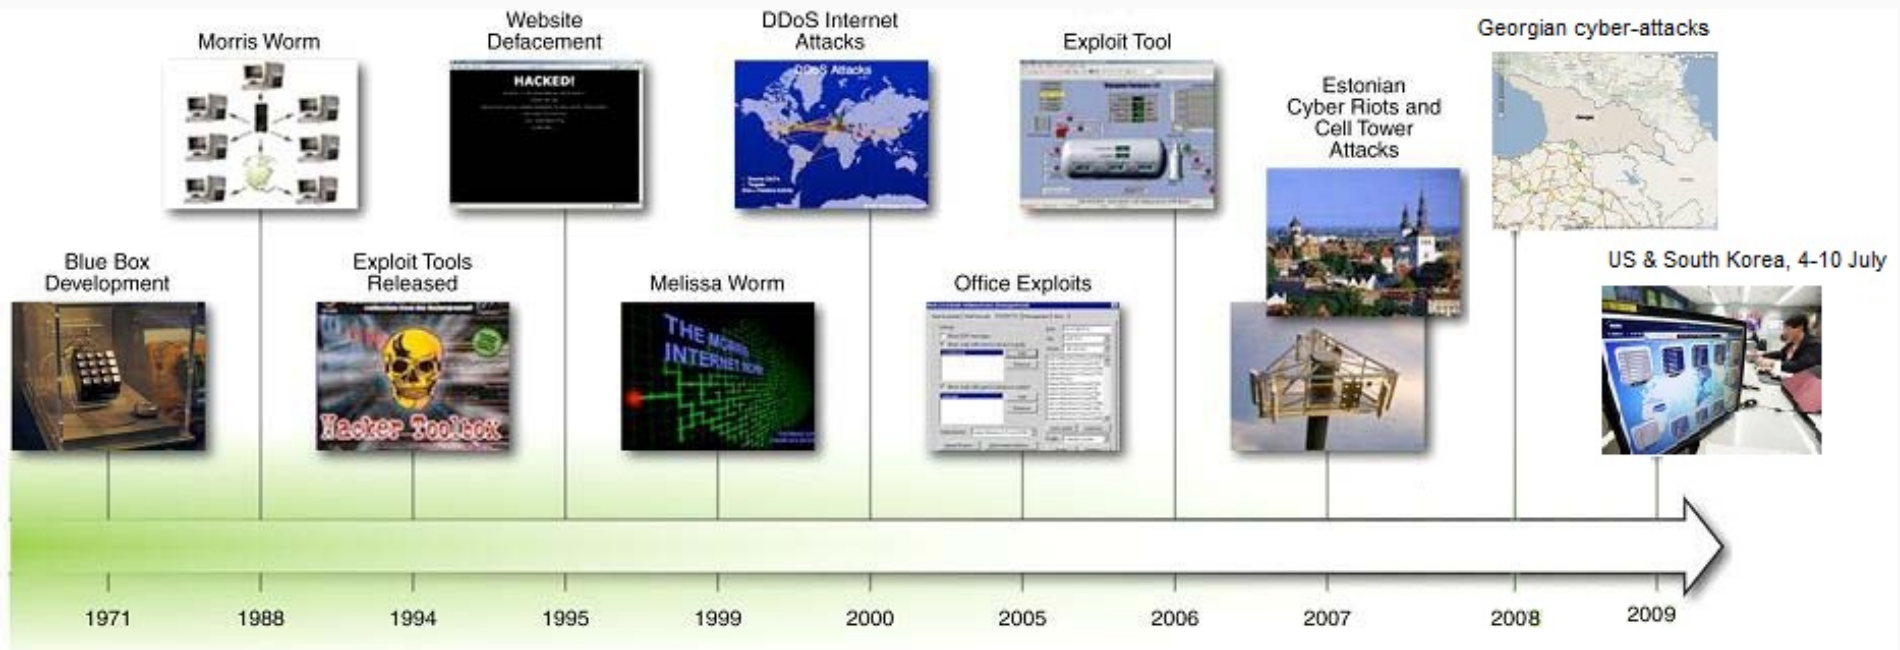 Website
Defacement
DDoS Internet
Attacks
Georgian cyber-attacks
Morris Worm
Exploit Tool
HACKED!
DDoS Attacks
Estonian
Cyber Riots and
Cell Tower
Attacks
Blue Box
Development
Exploit Tools
Released
Melissa Worm
Office Exploits
US & South Korea, 4-10 July
THE MORRIS
INTERNET WORM
Hacker Toolbox
1971
1988
1994
1995
1999
2000
2005
2006
2007
2008
2009